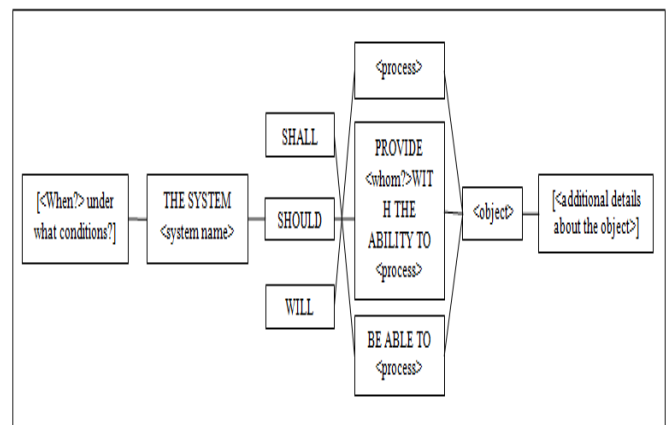 [<When?> under
what conditions?]
THE SYSTEM
<system name>
SHALL
SHOULD
WILL
<process>
PROVIDE
<whom?>WIT
H THE
ABILITY TO
<process>
BE ABLE TO
<process>
<object>
[<additional details
about the object>]